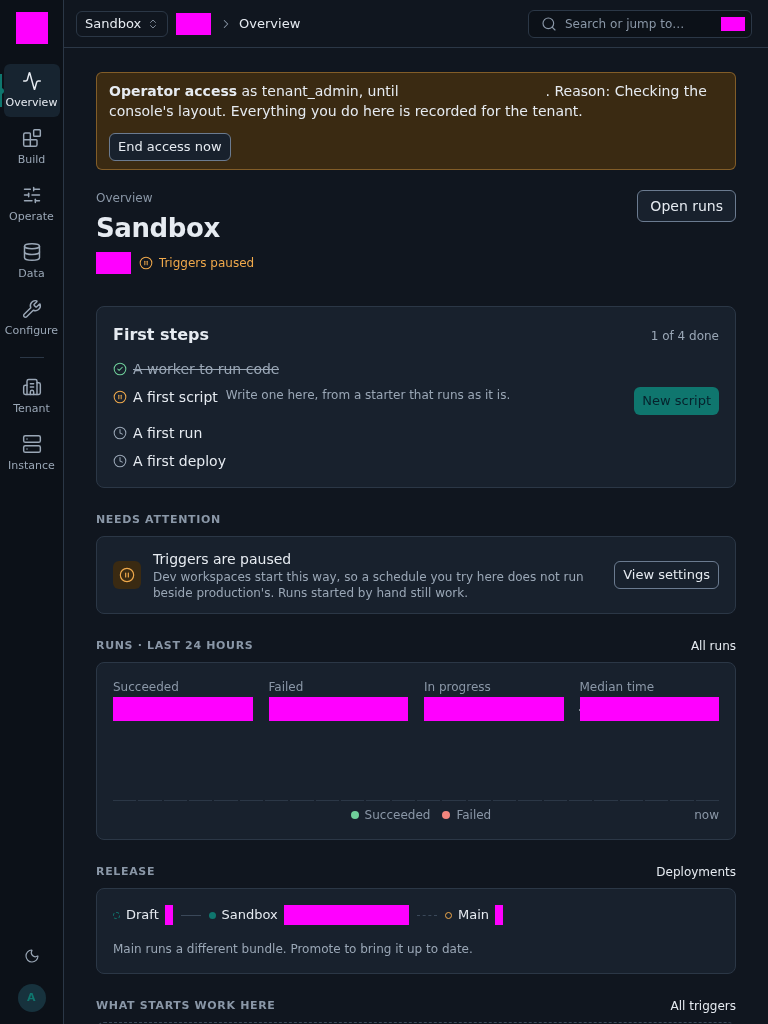 Sandbox
Overview
Search or jump to…
Overview
Build
Operate
Data
Configure
Tenant
Instance
A
Operator access as tenant_admin, until . Reason: Checking the
console's layout. Everything you do here is recorded for the tenant.
End access now
Overview
Sandbox
Open runs
Triggers paused
First steps
1 of 4 done
A worker to run code
A first script Write one here, from a starter that runs as it is.
New script
A first run
A first deploy
NEEDS ATTENTION
Triggers are paused
Dev workspaces start this way, so a schedule you try here does not run
beside production's. Runs started by hand still work.
View settings
RUNS · LAST 24 HOURS
All runs
Succeeded Failed In progress Median time
Succeeded Failed
now
RELEASE
Deployments
Draft Sandbox Main
Main runs a different bundle. Promote to bring it up to date.
WHAT STARTS WORK HERE
All triggers